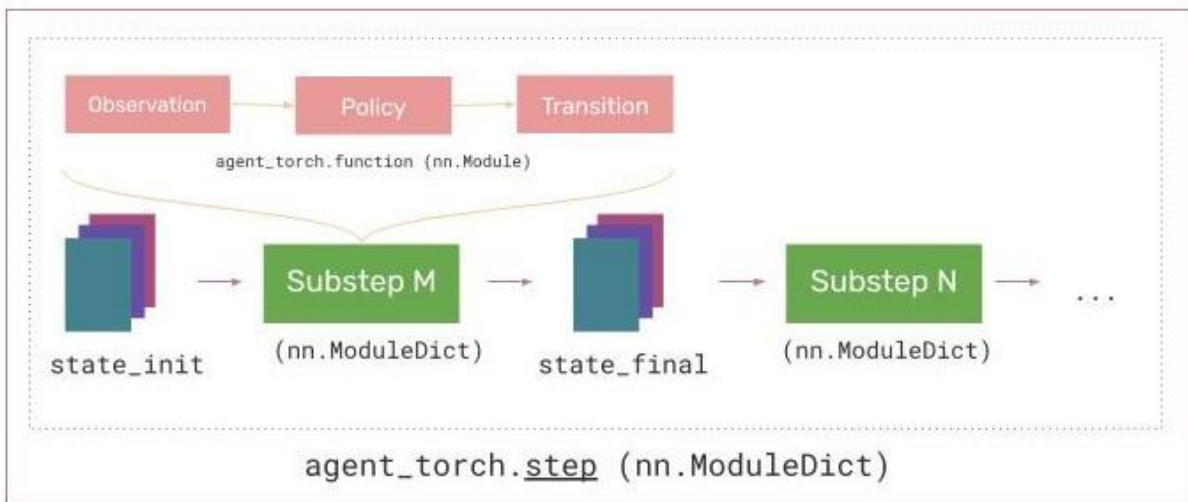 Observation
Policy
Transition
agent_torch.function (nn.Module)
Substep M
Substep N
...
state_init
(nn.ModuleDict)
state_final
(nn.ModuleDict)
agent_torch.step (nn.ModuleDict)